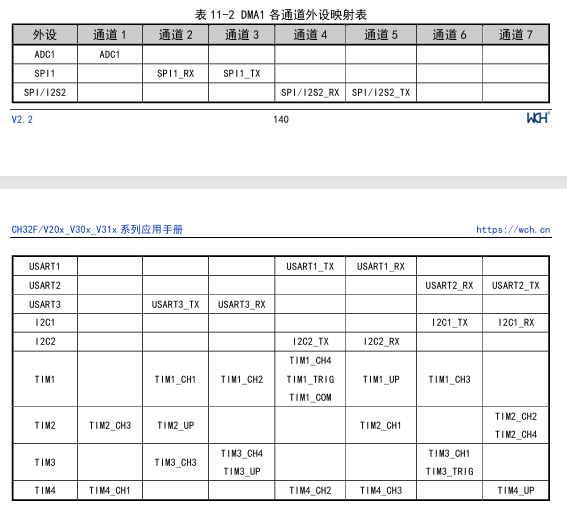 表 11-2 DMA1 各通道外设映射表
外设 通道 1 通道 2 通道 3 通道 4 通道 5 通道 6 通道 7
ADC1 ADC1
SPI1 SPI1_RX SPI1_TX
SPI/I2S2 SPI/I2S2_RX SPI/I2S2_TX
V2.2 140 WCH®
CH32F/V20x_V30x_V31x 系列应用手册 https://wch.cn
USART1 USART1_TX USART1_RX
USART2 USART2_RX USART2_TX
USART3 USART3_TX USART3_RX
I2C1 I2C1_TX I2C1_RX
I2C2 I2C2_TX I2C2_RX
TIM1_CH4
TIM1 TIM1_CH1 TIM1_CH2 TIM1_TRIG TIM1_UP TIM1_CH3
TIM1_COM
TIM2 TIM2_CH3 TIM2_UP TIM2_CH1 TIM2_CH2
TIM2_CH4
TIM3 TIM3_CH3 TIM3_CH4 TIM3_CH1
TIM3_UP TIM3_TRIG
TIM4 TIM4_CH1 TIM4_CH2 TIM4_CH3 TIM4_UP